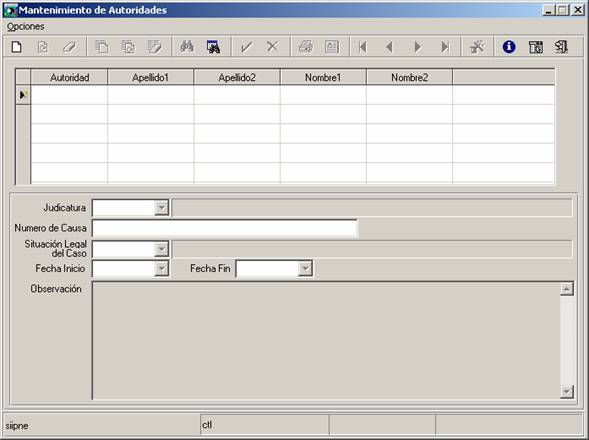 Mantenimiento de Autoridades
Opciones
Autoridad Apellido1 Apellido2 Nombre1 Nombre2
Judicatura
Numero de Causa
Situación Legal
del Caso
Fecha Inicio Fecha Fin
Observación
siipne ctl